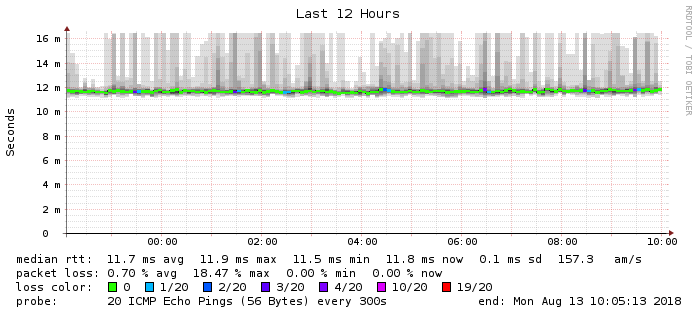 Last 12 Hours
RRDTOOL / TOBI OETIKER
Seconds
16 m
14 m
12 m
10 m
8 m
6 m
4 m
2 m
0
00:00 02:00 04:00 06:00 08:00 10:00
median rtt: 11.7 ms avg 11.9 ms max 11.5 ms min 11.8 ms now 0.1 ms sd 157.3 am/s
packet loss: 0.70 % avg 18.47 % max 0.00 % min 0.00 % now
loss color: 0 1/20 2/20 3/20 4/20 10/20 19/20
probe: 20 ICMP Echo Pings (56 Bytes) every 300s end: Mon Aug 13 10:05:13 2018